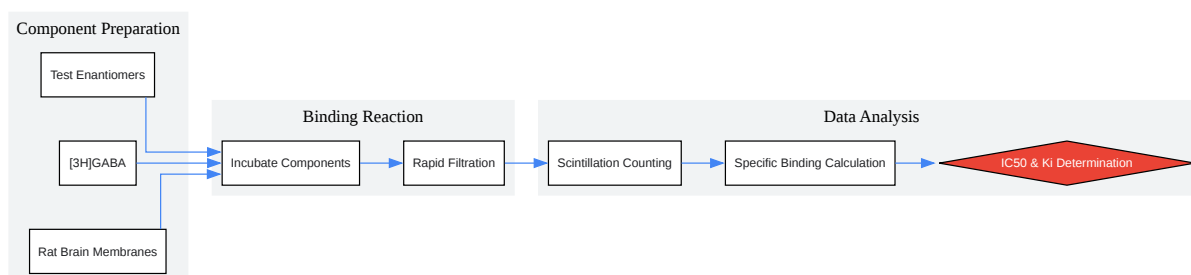 Component Preparation
Test Enantiomers
[3H]GABA
Rat Brain Membranes
Binding Reaction
Incubate Components
Rapid Filtration
Data Analysis
Scintillation Counting
Specific Binding Calculation
IC50 & Ki Determination